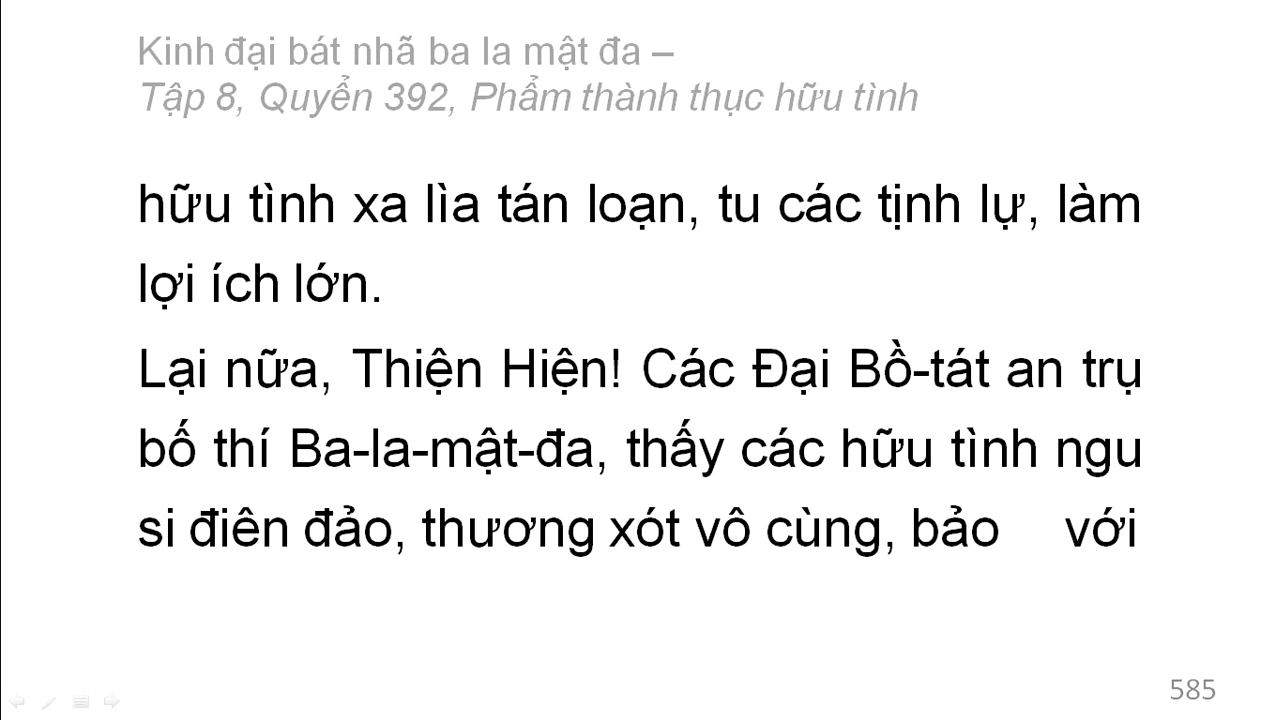 Kinh đại bát nhã ba la mật đa –
Tập 8, Quyển 392, Phẩm thành thục hữu tình
hữu tình xa lìa tán loạn, tu các tịnh lự, làm
lợi ích lớn.
Lại nữa, Thiện Hiện! Các Đại Bồ-tát an trụ
bố thí Ba-la-mật-đa, thấy các hữu tình ngu
si điên đảo, thương xót vô cùng, bảo với
585